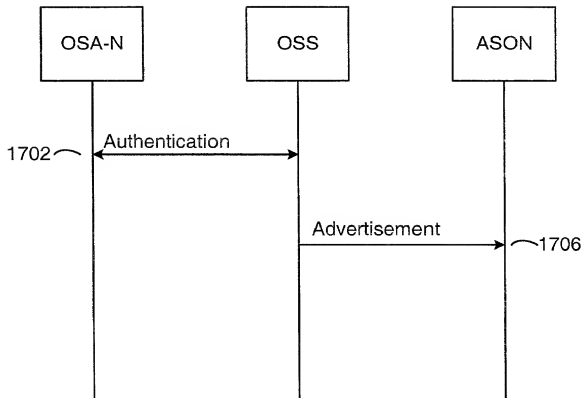 OSA-N
OSS
ASON
Authentication
1702
Advertisement
1706